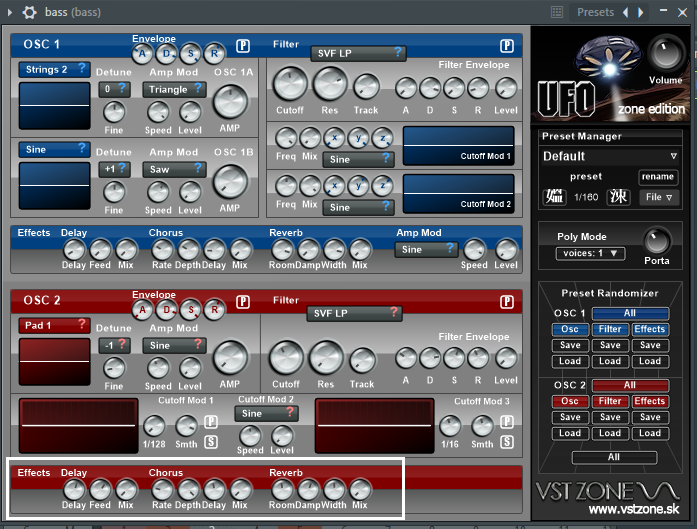 bass (bass)
Presets
OSC 1
Envelope
A D S R
P
Filter
SVF LP ?
P
Volume
UFO
zone edition
Strings 2 ?
Detune
Amp Mod
OSC 1A
0 ?
Triangle ?
Fine
Speed Level
AMP
Cutoff Res Track
Filter Envelope
A D S R Level
Sine ?
Detune
Amp Mod
OSC 1B
+1 ?
Saw ?
Fine
Speed Level
AMP
x y z
Freq Mix
Sine ?
Cutoff Mod 1
x y z
Freq Mix
Sine ?
Cutoff Mod 2
Preset Manager
Default
preset
rename
1/160
凍
File
Effects
Delay
Chorus
Reverb
Amp Mod
Sine ?
Delay Feed Mix
Rate Depth Delay Mix
Room Damp Width Mix
Speed Level
Poly Mode
voices: 1
Porta
OSC 2
Envelope
A D S R
P
Filter
SVF LP ?
P
Pad 1 ?
Detune
Amp Mod
-1 ?
Sine ?
Fine
Speed Level
AMP
Cutoff Res Track
Filter Envelope
A D S R Level
Cutoff Mod 1
1/128 Smth
P
S
Cutoff Mod 2
Sine ?
Speed Level
Cutoff Mod 3
1/16 Smth
P
S
Effects
Delay
Chorus
Reverb
Delay Feed Mix
Rate Depth Delay Mix
Room Damp Width Mix
Preset Randomizer
OSC 1 All
Osc Filter Effects
Save Save Save
Load Load Load
OSC 2 All
Osc Filter Effects
Save Save Save
Load Load Load
All
VST ZONE
www.vstzone.sk